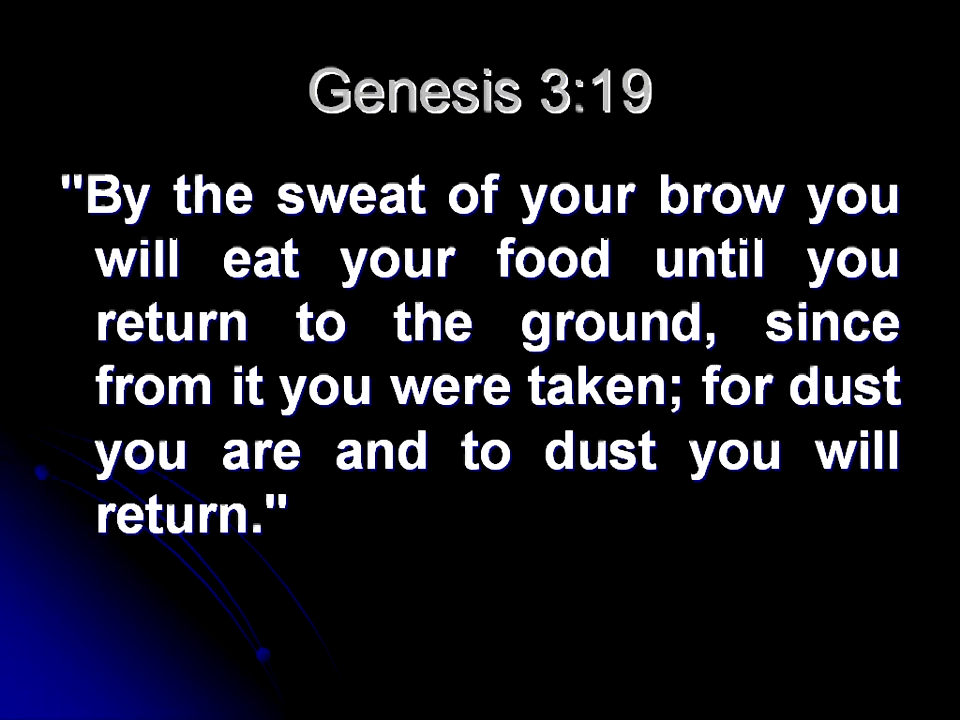 Genesis 3:19
"By the sweat of your brow you
will eat your food until you
return to the ground, since
from it you were taken; for dust
you are and to dust you will
return."